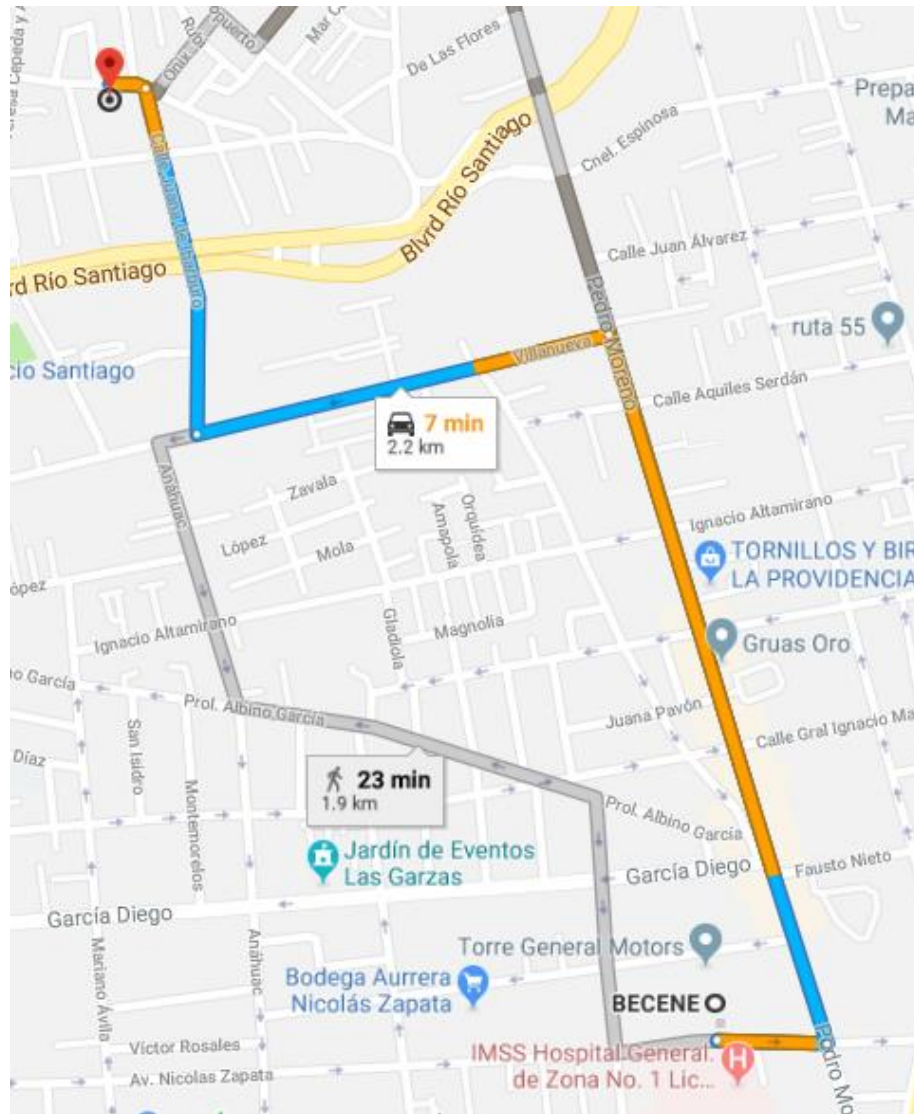 De Las Flores
Cnel. Espinosa
Blvrd Río Santiago
Calle Juan Álvarez
rd Río Santiago
Pedro Moreno
ruta 55
Villanueva
cio Santiago
Calle Aquiles Serdán
7 min
2.2 km
Anáhuac
Zavala
Orquídea
Amapola
Ignacio Altamirano
López
Mola
TORNILLOS Y BIR
LA PROVIDENCIA
ópez
Gladiola
Magnolia
Ignacio Altamirano
Gruas Oro
no García
Prol. Albino García
Juana Pavón
Calle Gral Ignacio Ma
San Isidro
Díaz
Montemorelos
23 min
1.9 km
Prol. Albino García
Jardín de Eventos
Las Garzas
García Diego
Fausto Nieto
García Diego
Mariano Ávila
Anáhuac
Torre General Motors
Bodega Aurrera
Nicolás Zapata
BECENE
Víctor Rosales
IMSS Hospital General
de Zona No. 1 Lic...
Av. Nicolas Zapata
Pedro Mo